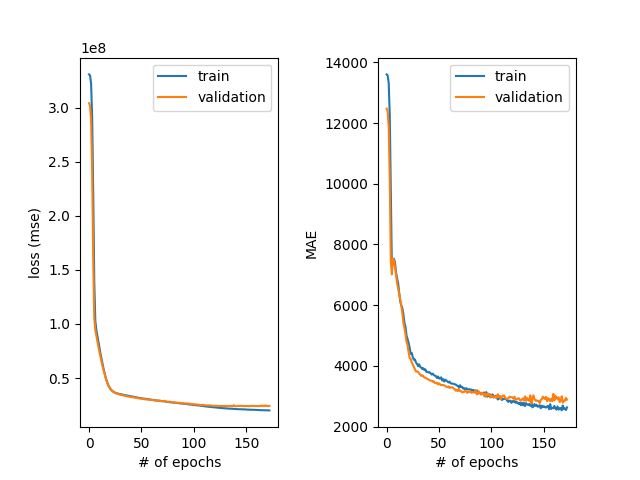 1e8
3.0
2.5
2.0
1.5
1.0
0.5
loss (mse)
0 50 100 150
# of epochs
train
validation
14000
12000
10000
8000
6000
4000
2000
MAE
0 50 100 150
# of epochs
train
validation